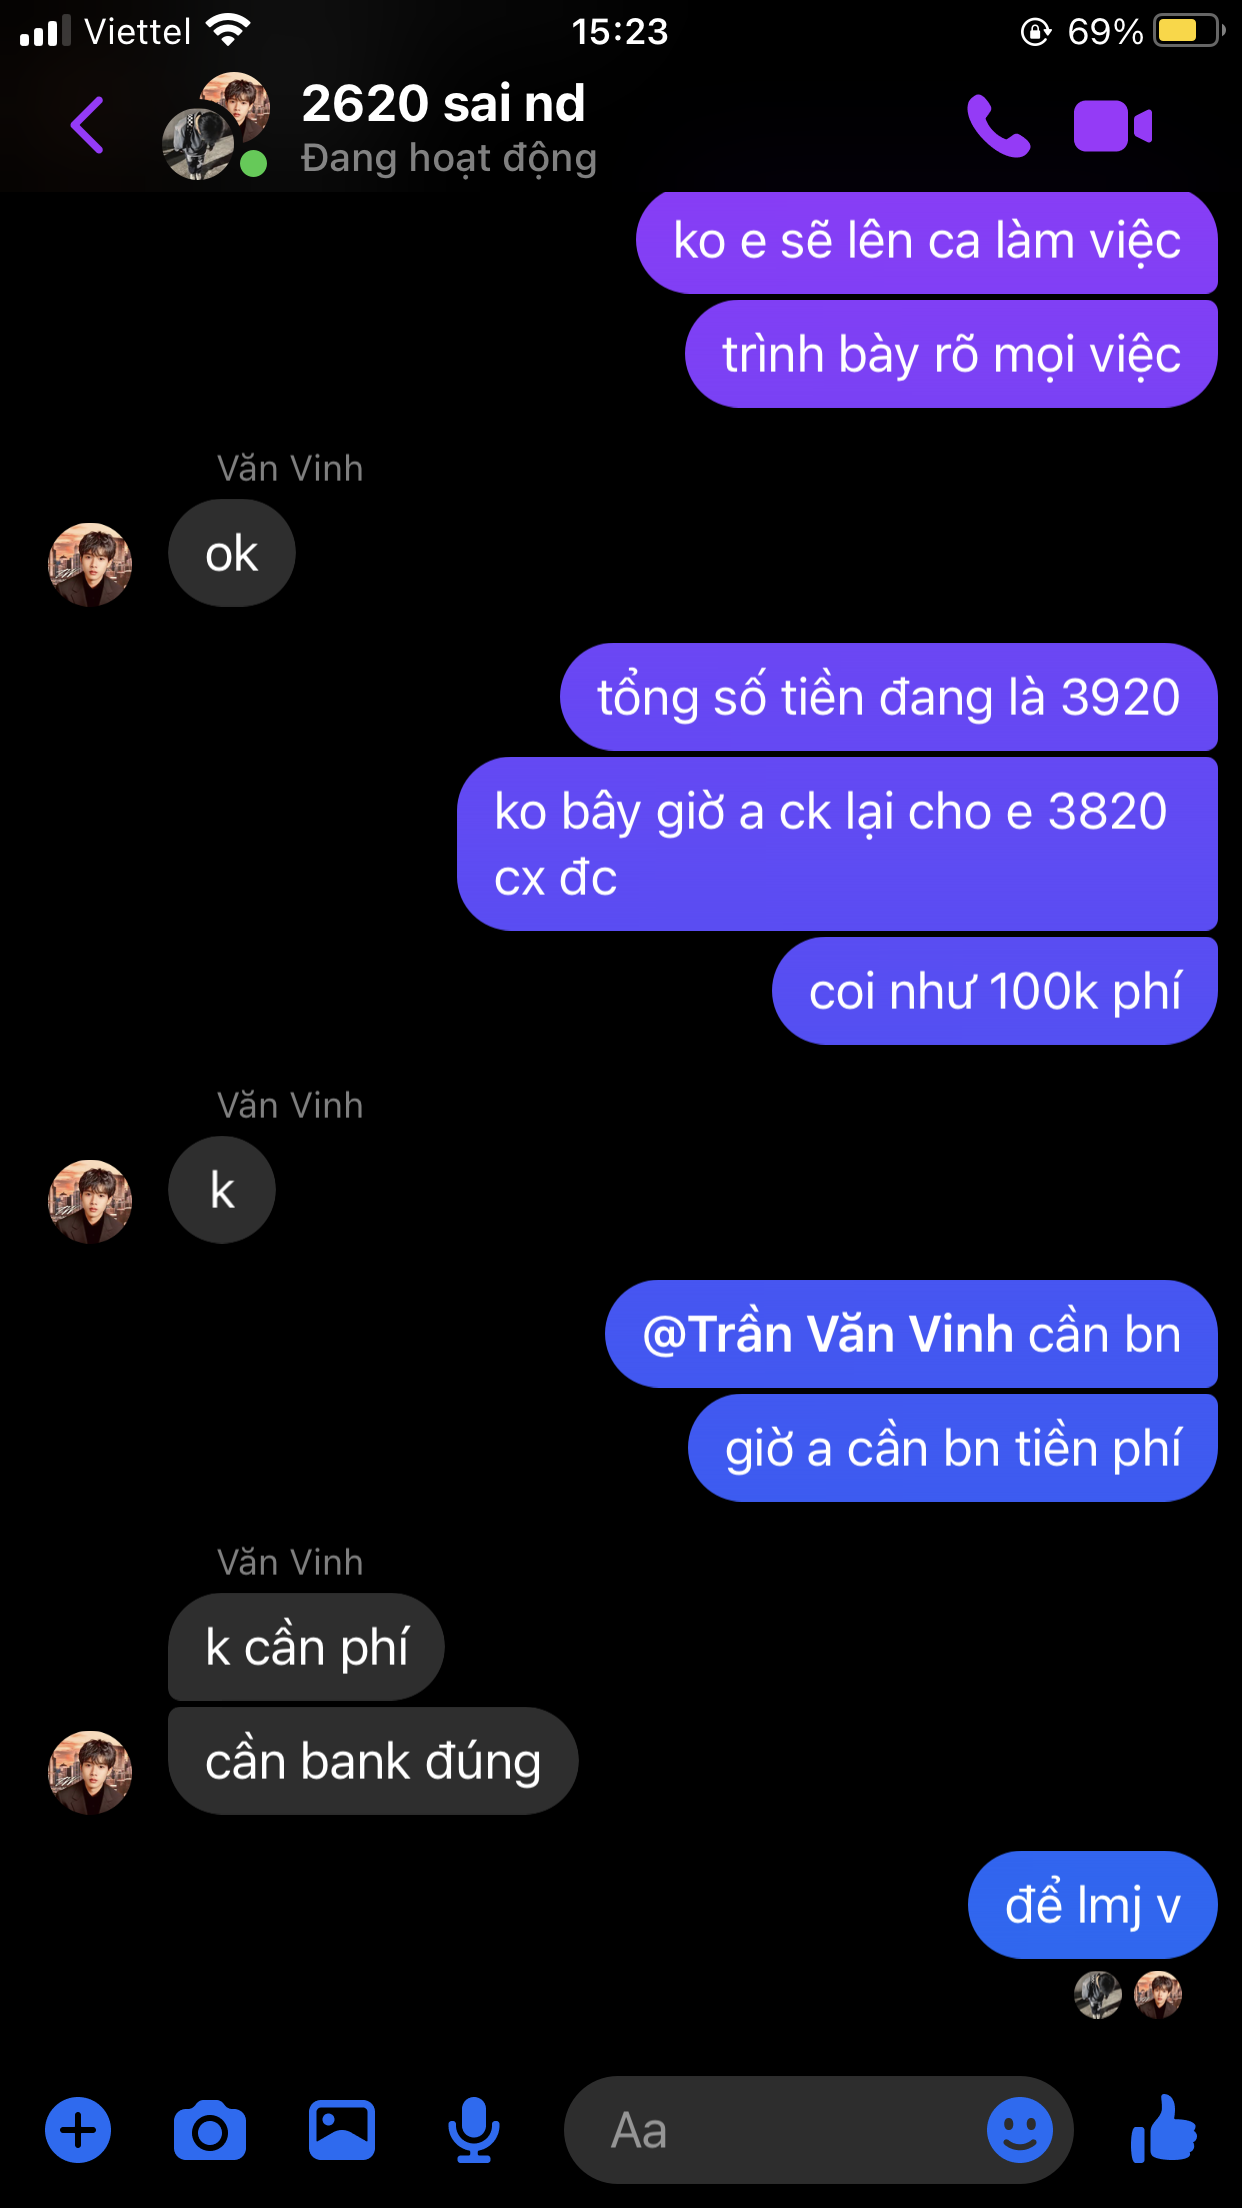 Viettel 15:23 69%
2620 sai nd
Đang hoạt động
ko e sẽ lên ca làm việc
trình bày rõ mọi việc
Văn Vinh
ok
tổng số tiền đang là 3920
ko bây giờ a ck lại cho e 3820
cx đc
coi như 100k phí
Văn Vinh
k
@Trần Văn Vinh cần bn
giờ a cần bn tiền phí
Văn Vinh
k cần phí
cần bank đúng
để lmj v
Aa